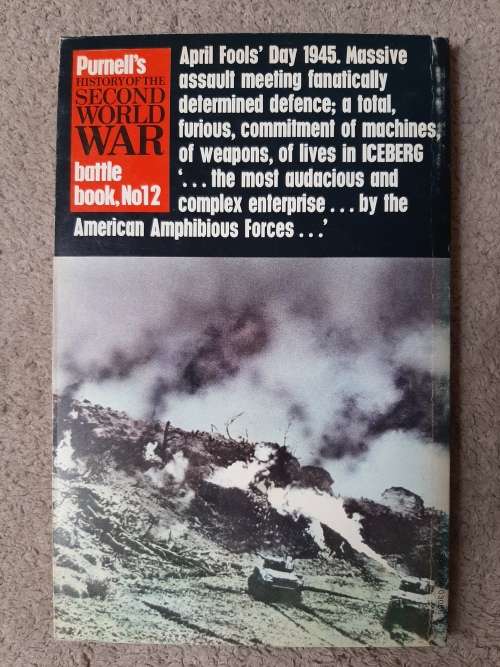 Purnell's
HISTORY OF THE
SECOND
WORLD
WAR
battle
book, No12
April Fools' Day 1945. Massive
assault meeting fanatically
determined defence; a total,
furious, commitment of machines,
of weapons, of lives in ICEBERG
'... the most audacious and
complex enterprise ... by the
American Amphibious Forces ...'